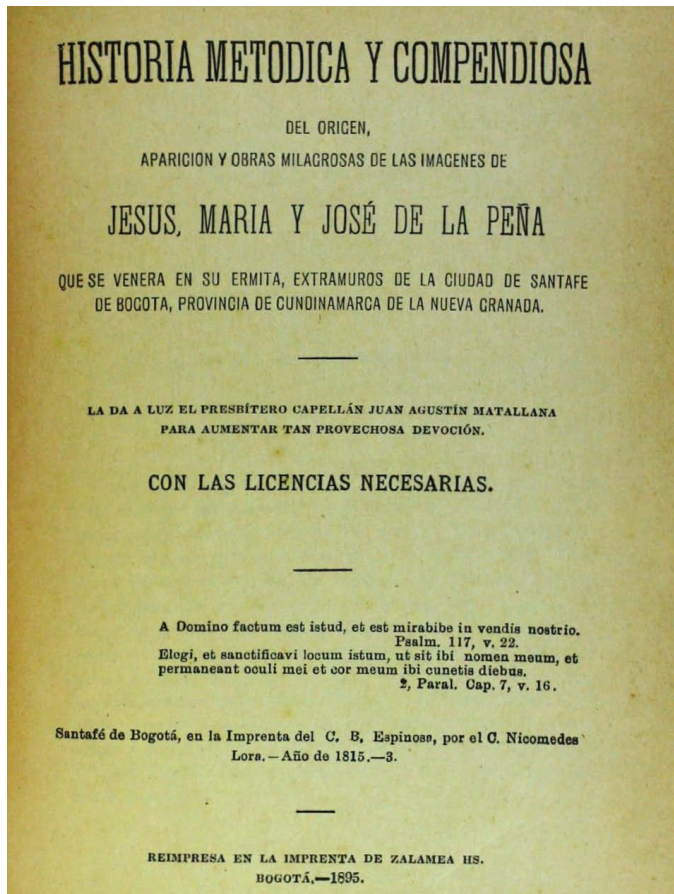 HISTORIA METODICA Y COMPENDIOSA
DEL ORIGEN,
APARICION Y OBRAS MILAGROSAS DE LAS IMAGENES DE
JESUS, MARIA Y JOSÉ DE LA PEÑA
QUE SE VENERA EN SU ERMITA, EXTRAMUROS DE LA CIUDAD DE SANTAFE
DE BOGOTA, PROVINCIA DE CUNDINAMARCA DE LA NUEVA GRANADA.
LA DA A LUZ EL PRESBÍTERO CAPELLÁN JUAN AGUSTÍN MATALLANA
PARA AUMENTAR TAN PROVECHOSA DEVOCIÓN.
CON LAS LICENCIAS NECESARIAS.
A Domino factum est istud, et est mirabibe in vendis nostrio.
Psalm. 117, v. 22.
Elegi, et sanctificavi locum istum, ut sit ibi nomen meum, et
permaneant oculi mei et cor meum ibi cunetis diebus.
2, Paral. Cap. 7, v. 16.
Santafé de Bogotá, en la Imprenta del C. B. Espinosa, por el C. Nicomedes
Lora.—Año de 1815.—3.
REIMPRESA EN LA IMPRENTA DE ZALAMEA HS.
BOGOTÁ,—1895.